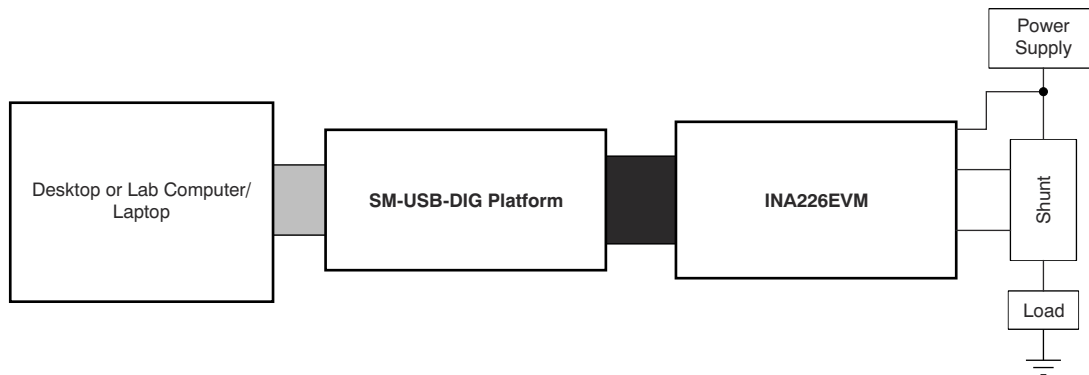 Power
Supply
Desktop or Lab Computer/
Laptop
SM-USB-DIG Platform
INA226EVM
Shunt
Load